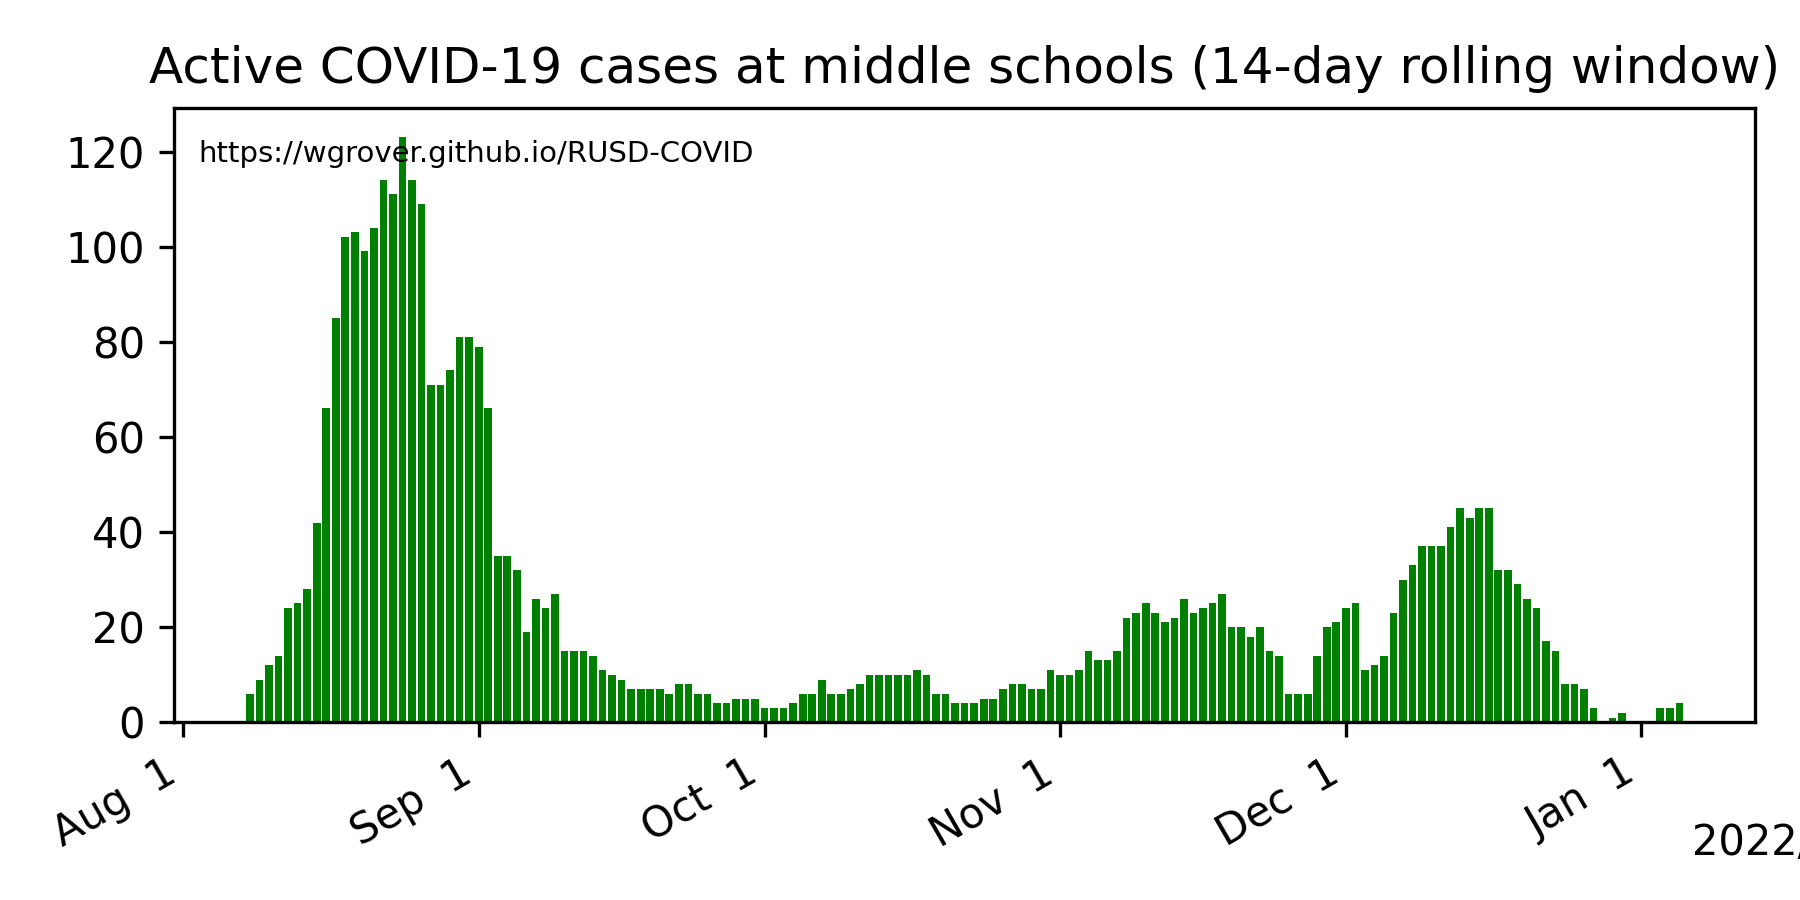 Active COVID-19 cases at middle schools (14-day rolling window)
https://wgrover.github.io/RUSD-COVID
120
100
80
60
40
20
0
Aug 1
Sep 1
Oct 1
Nov 1
Dec 1
Jan 1
2022,